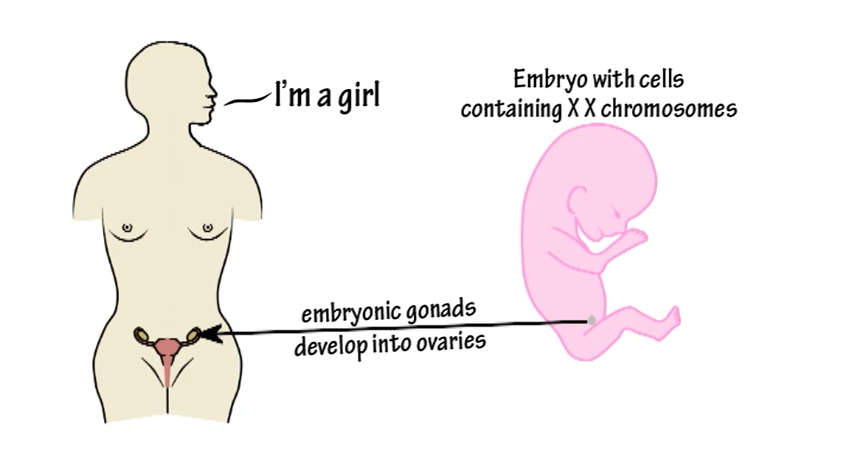 I'm a girl
Embryo with cells
containing X X chromosomes
embryonic gonads
develop into ovaries